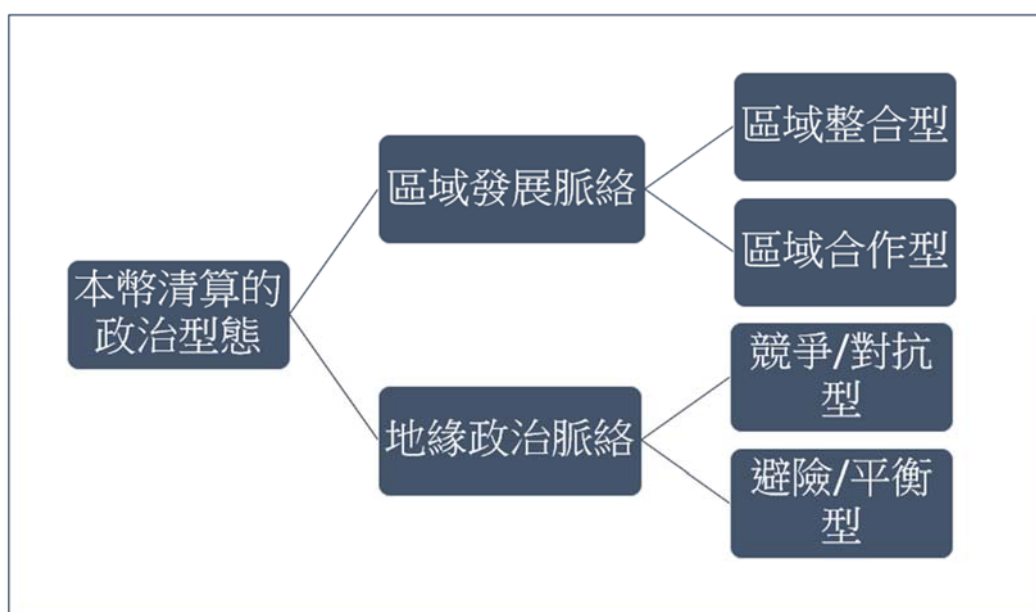 本幣清算的
政治型態
區域發展脈絡
區域整合型
區域合作型
地緣政治脈絡
競爭/對抗
型
避險/平衡
型